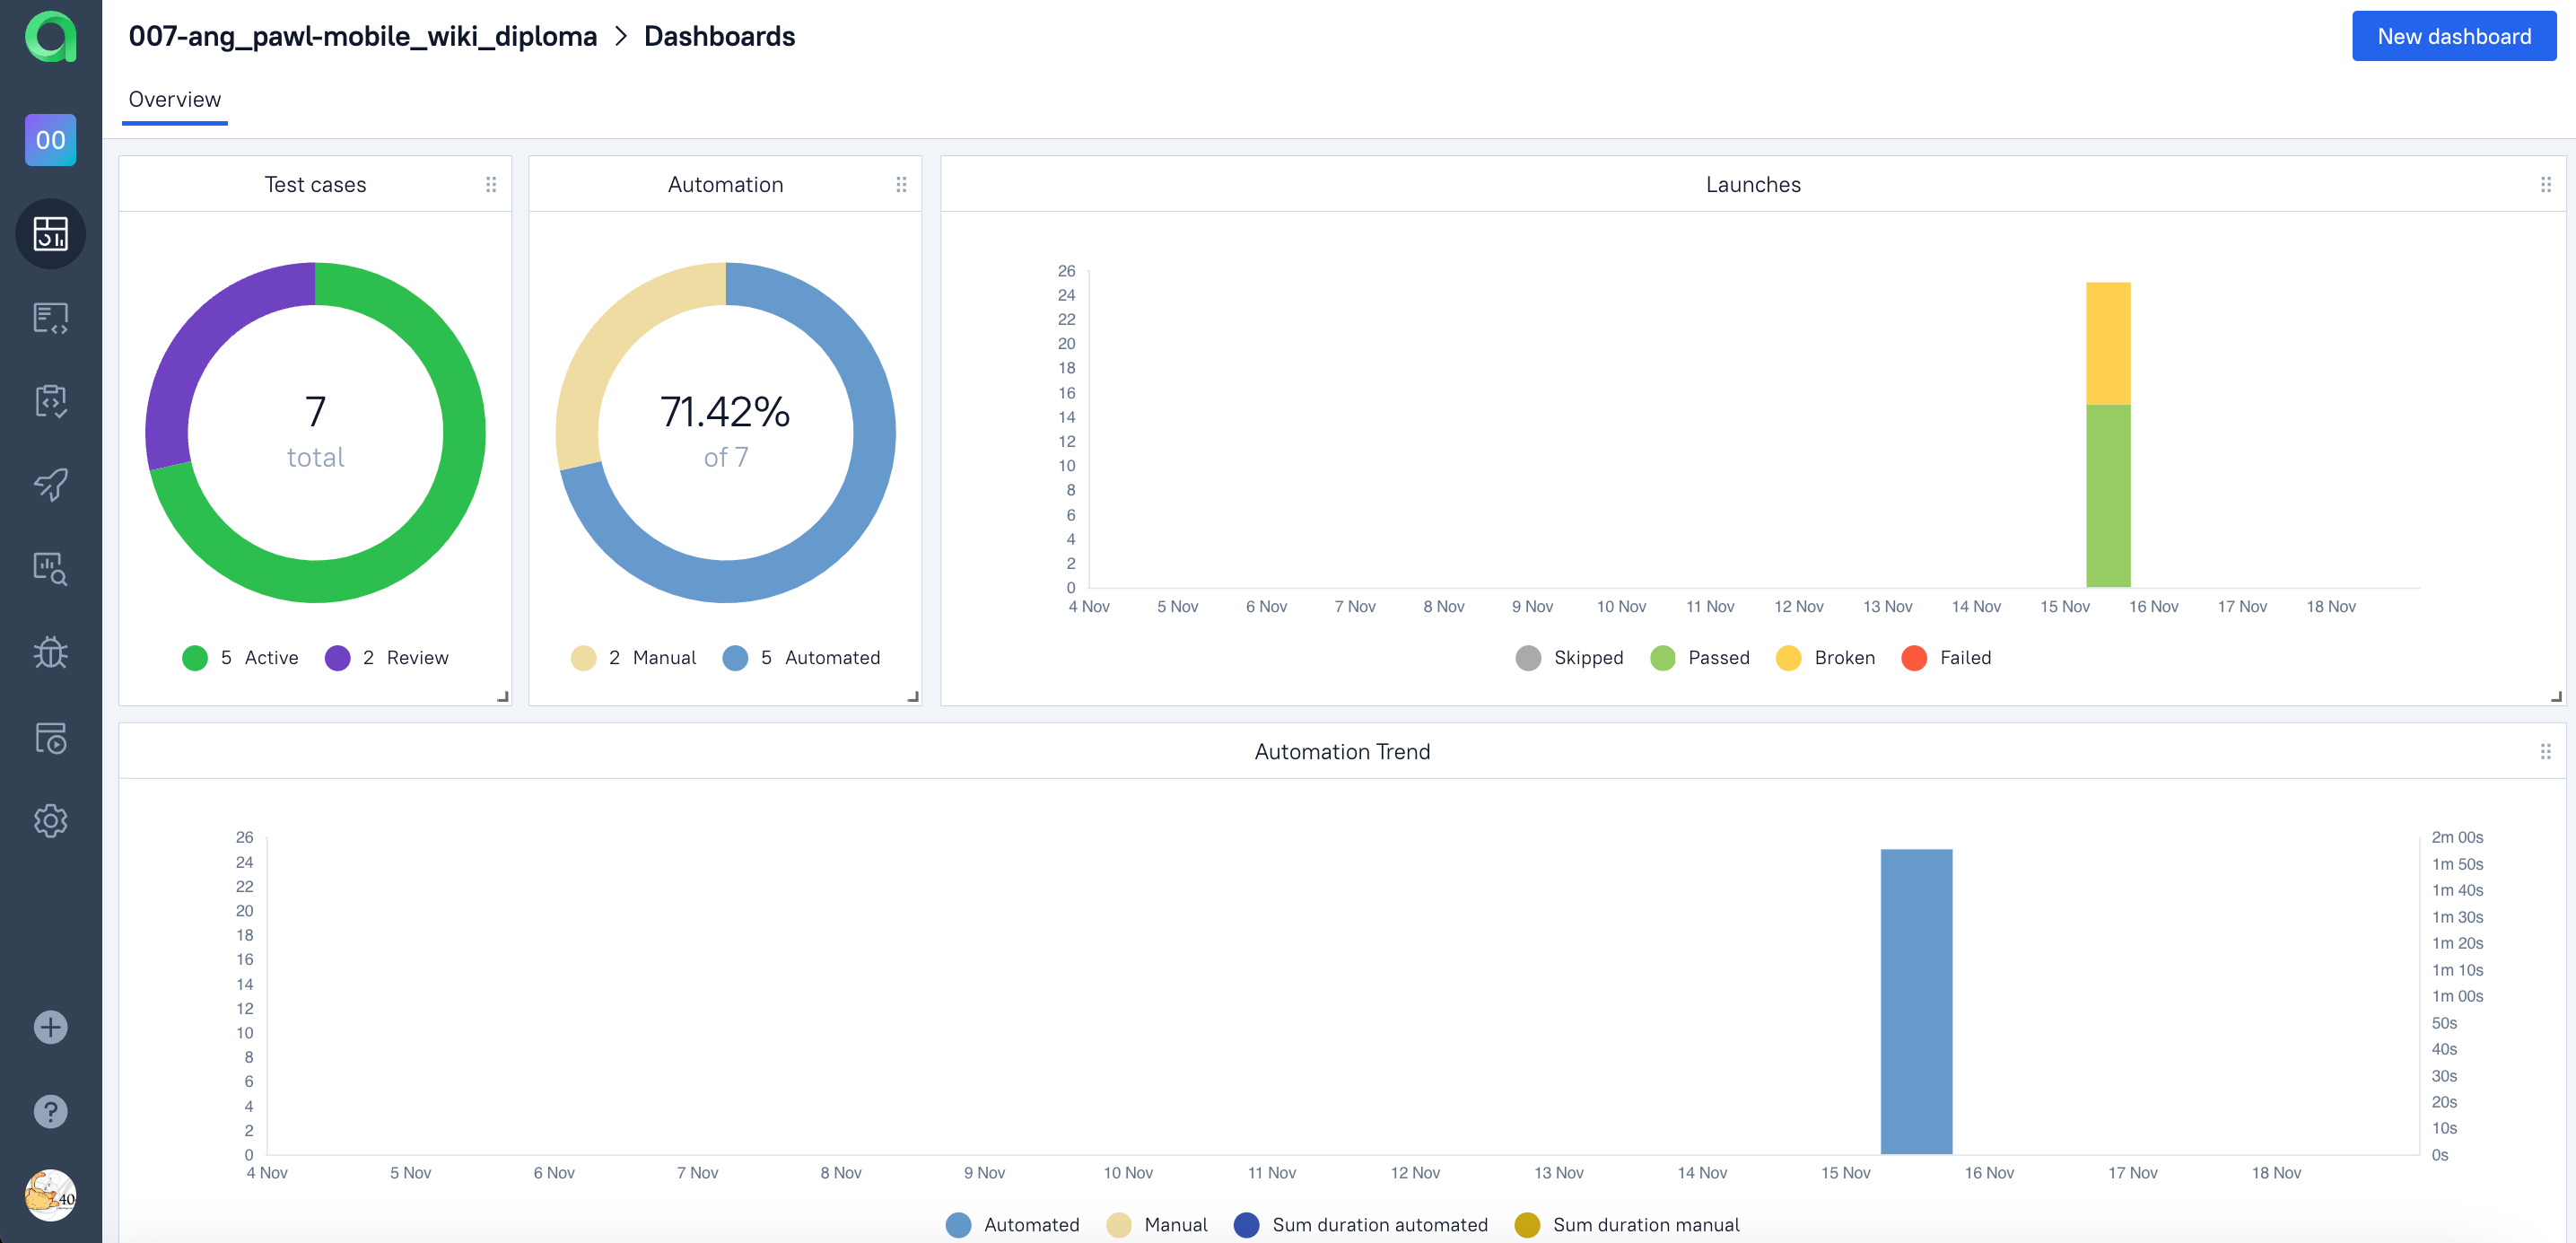 007-ang_pawl-mobile_wiki_diploma > Dashboards
New dashboard
Overview
00
Test cases
7
total
5 Active 2 Review
Automation
71.42%
of 7
2 Manual 5 Automated
Launches
26
24
22
20
18
16
14
12
10
8
6
4
2
0
4 Nov 5 Nov 6 Nov 7 Nov 8 Nov 9 Nov 10 Nov 11 Nov 12 Nov 13 Nov 14 Nov 15 Nov 16 Nov 17 Nov 18 Nov
Skipped Passed Broken Failed
Automation Trend
26
24
22
20
18
16
14
12
10
8
6
4
2
0
2m 00s
1m 50s
1m 40s
1m 30s
1m 20s
1m 10s
1m 00s
50s
40s
30s
20s
10s
0s
4 Nov 5 Nov 6 Nov 7 Nov 8 Nov 9 Nov 10 Nov 11 Nov 12 Nov 13 Nov 14 Nov 15 Nov 16 Nov 17 Nov 18 Nov
Automated Manual Sum duration automated Sum duration manual
40